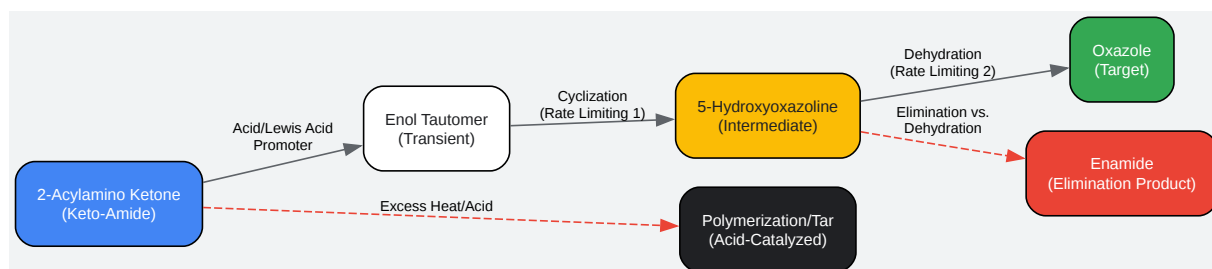 2-Acylamino Ketone
(Keto-Amide)
Acid/Lewis Acid
Promoter
Enol Tautomer
(Transient)
Cyclization
(Rate Limiting 1)
5-Hydroxyoxazoline
(Intermediate)
Dehydration
(Rate Limiting 2)
Oxazole
(Target)
Elimination vs.
Dehydration
Enamide
(Elimination Product)
Excess Heat/Acid
Polymerization/Tar
(Acid-Catalyzed)